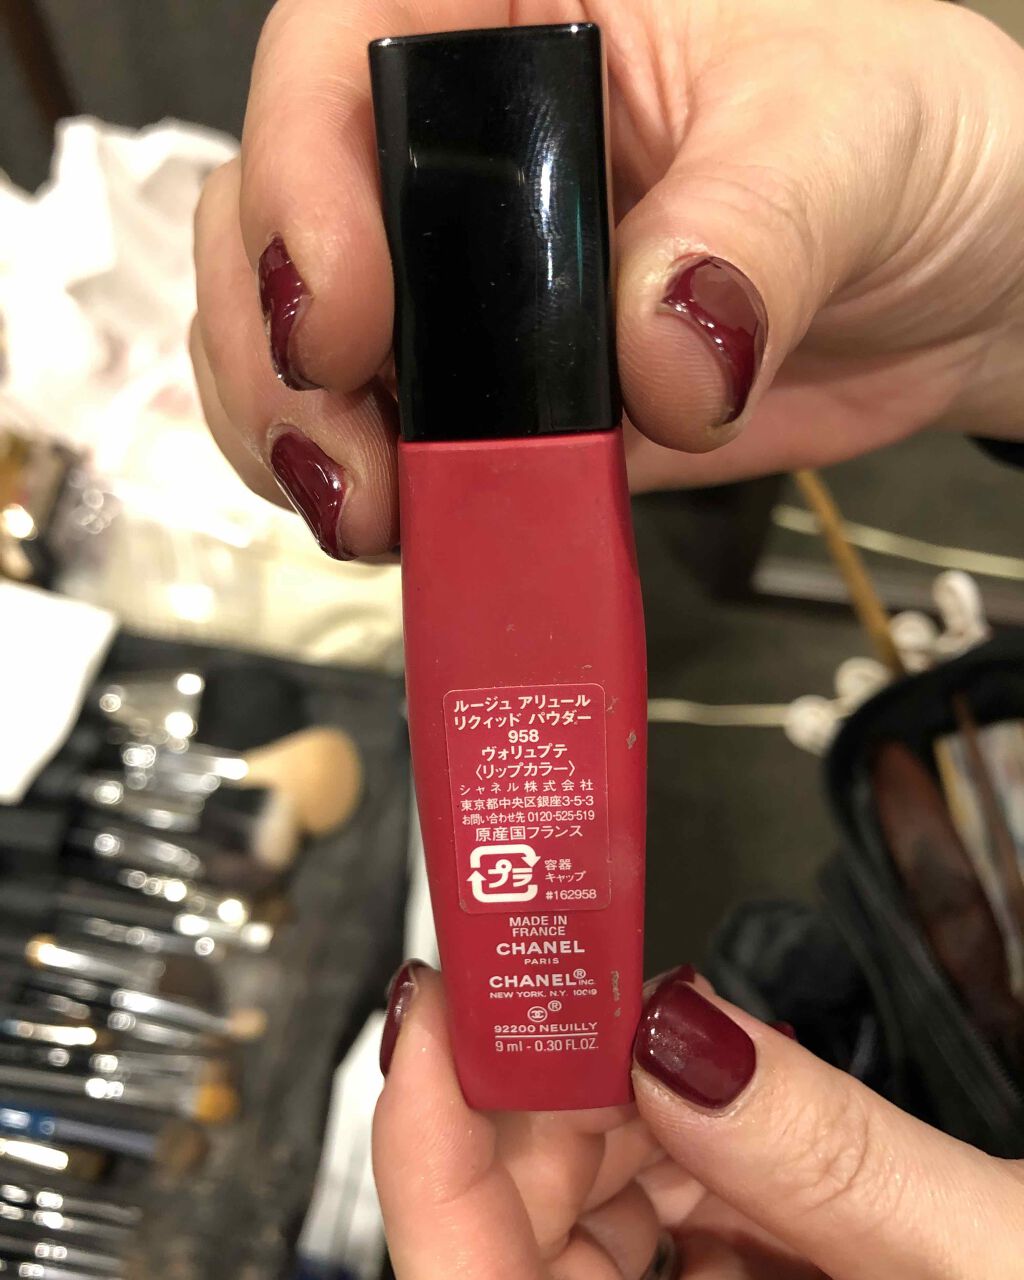 ルージュ アリュール
リクィッド パウダー
958
ヴォリュプテ
〈リップカラー〉
シャネル株式会社
東京都中央区銀座3-5-3
お問い合わせ先 0120-525-519
原産国フランス
プラ
容器
キャップ
#162958
MADE IN
FRANCE
CHANEL
PARIS
CHANEL® INC.
NEW YORK, N.Y. 10019
®
92200 NEUILLY
9 ml - 0.30 FL.OZ.